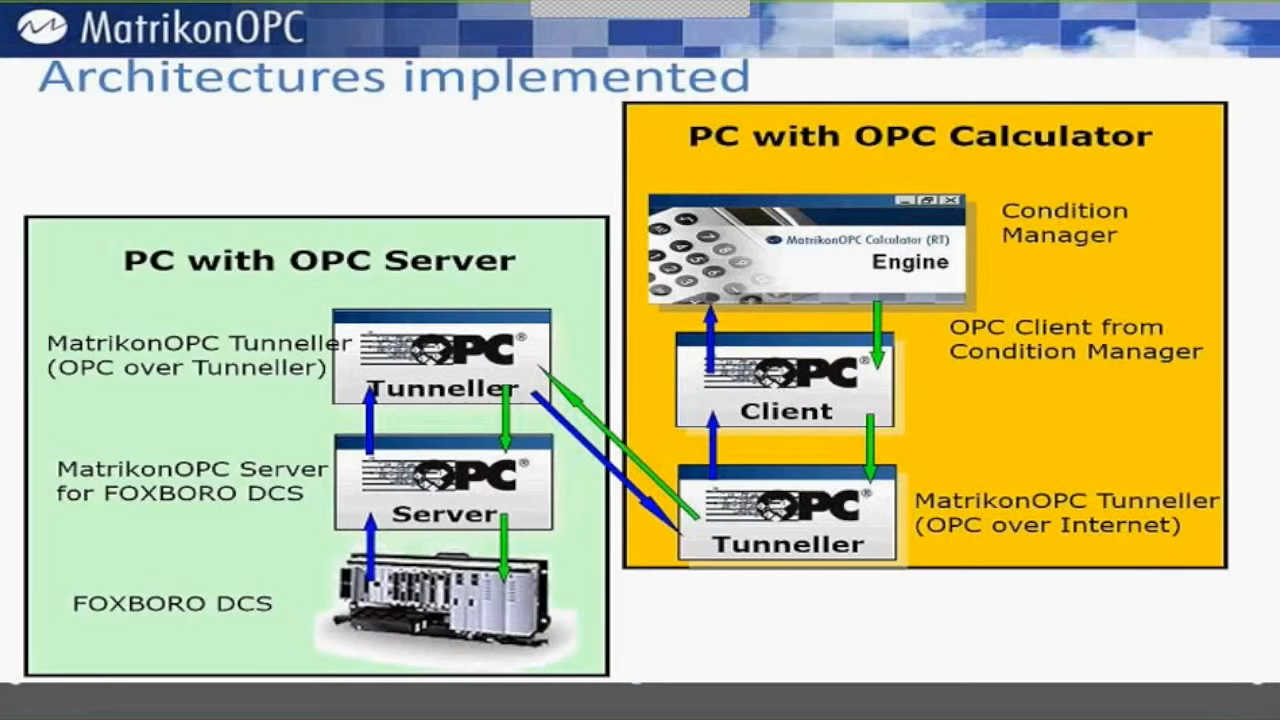 MatrikonOPC
Architectures implemented
PC with OPC Calculator
MatrikonOPC Calculator (RT)
Engine
Condition
Manager
OPC Client from
Condition Manager
OPC®
Client
MatrikonOPC Tunneller
(OPC over Internet)
OPC®
Tunneller
PC with OPC Server
MatrikonOPC Tunneller
(OPC over Tunneller)
OPC®
Tunneller
MatrikonOPC Server
for FOXBORO DCS
OPC®
Server
FOXBORO DCS